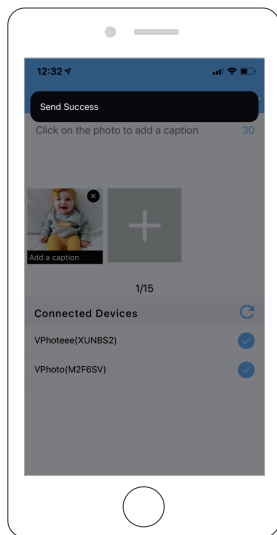 12:32
Send Success
Click on the photo to add a caption 30
Add a caption
1/15
Connected Devices
VPhoteee(XUNBS2)
VPhoto(M2F6SV)